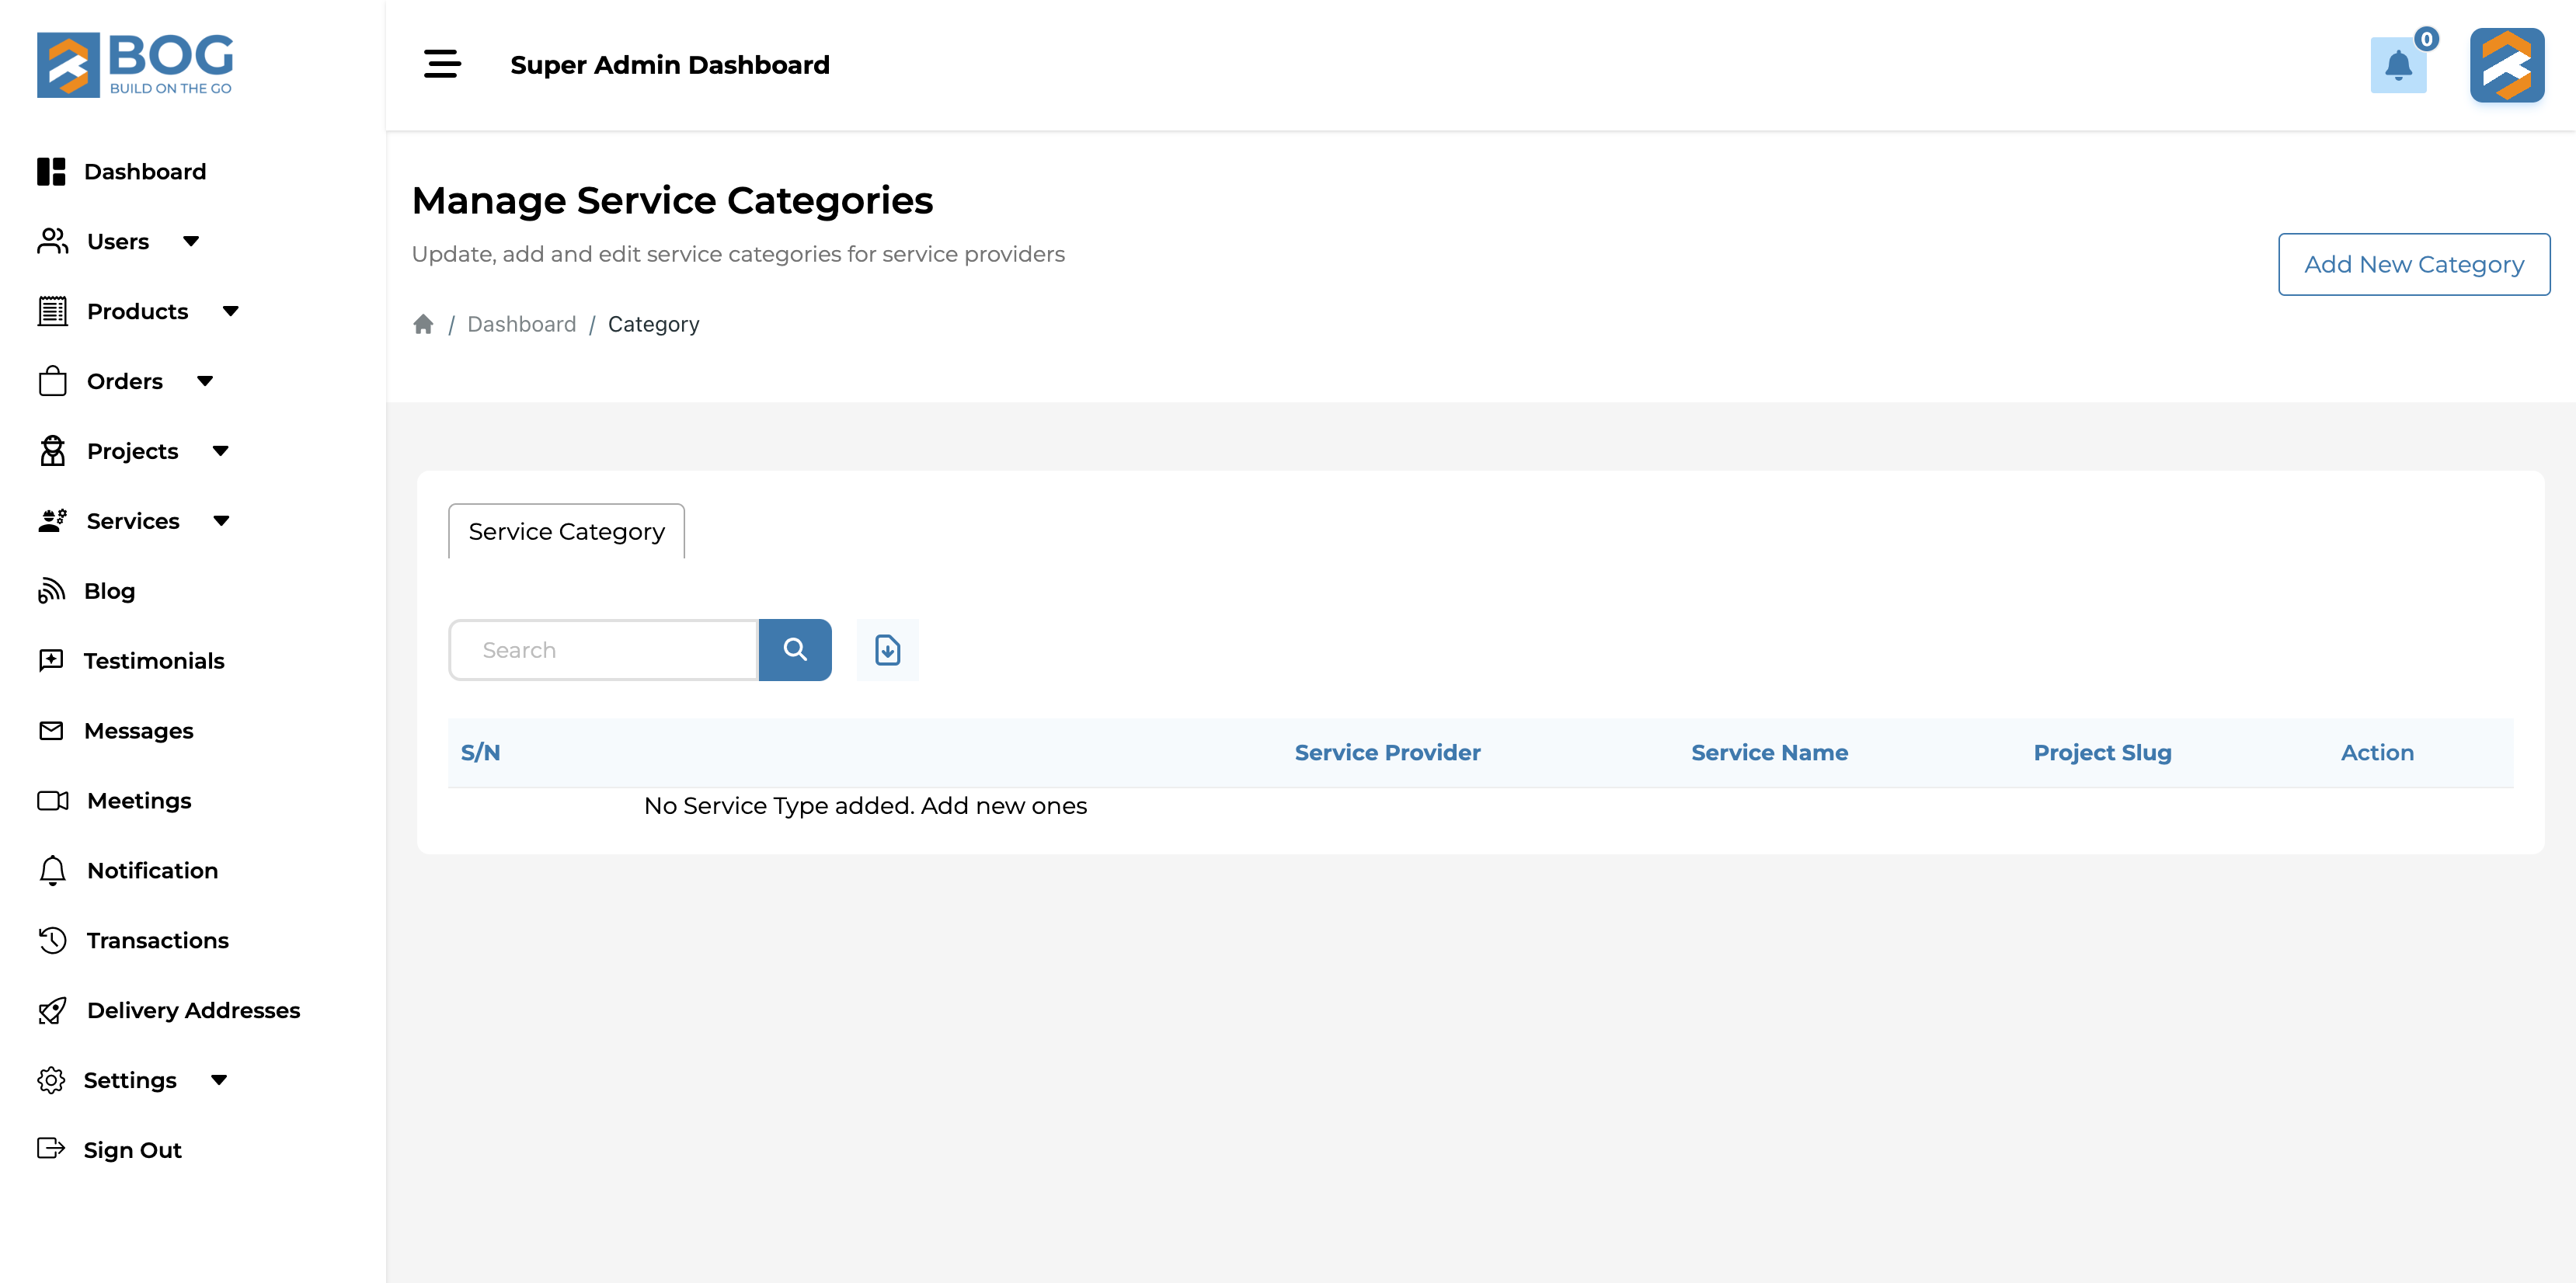 BOG
BUILD ON THE GO
Super Admin Dashboard
0
Dashboard
Users
Products
Orders
Projects
Services
Blog
Testimonials
Messages
Meetings
Notification
Transactions
Delivery Addresses
Settings
Sign Out
Manage Service Categories
Update, add and edit service categories for service providers
/ Dashboard / Category
Add New Category
Service Category
Search
S/N Service Provider Service Name Project Slug Action
No Service Type added. Add new ones